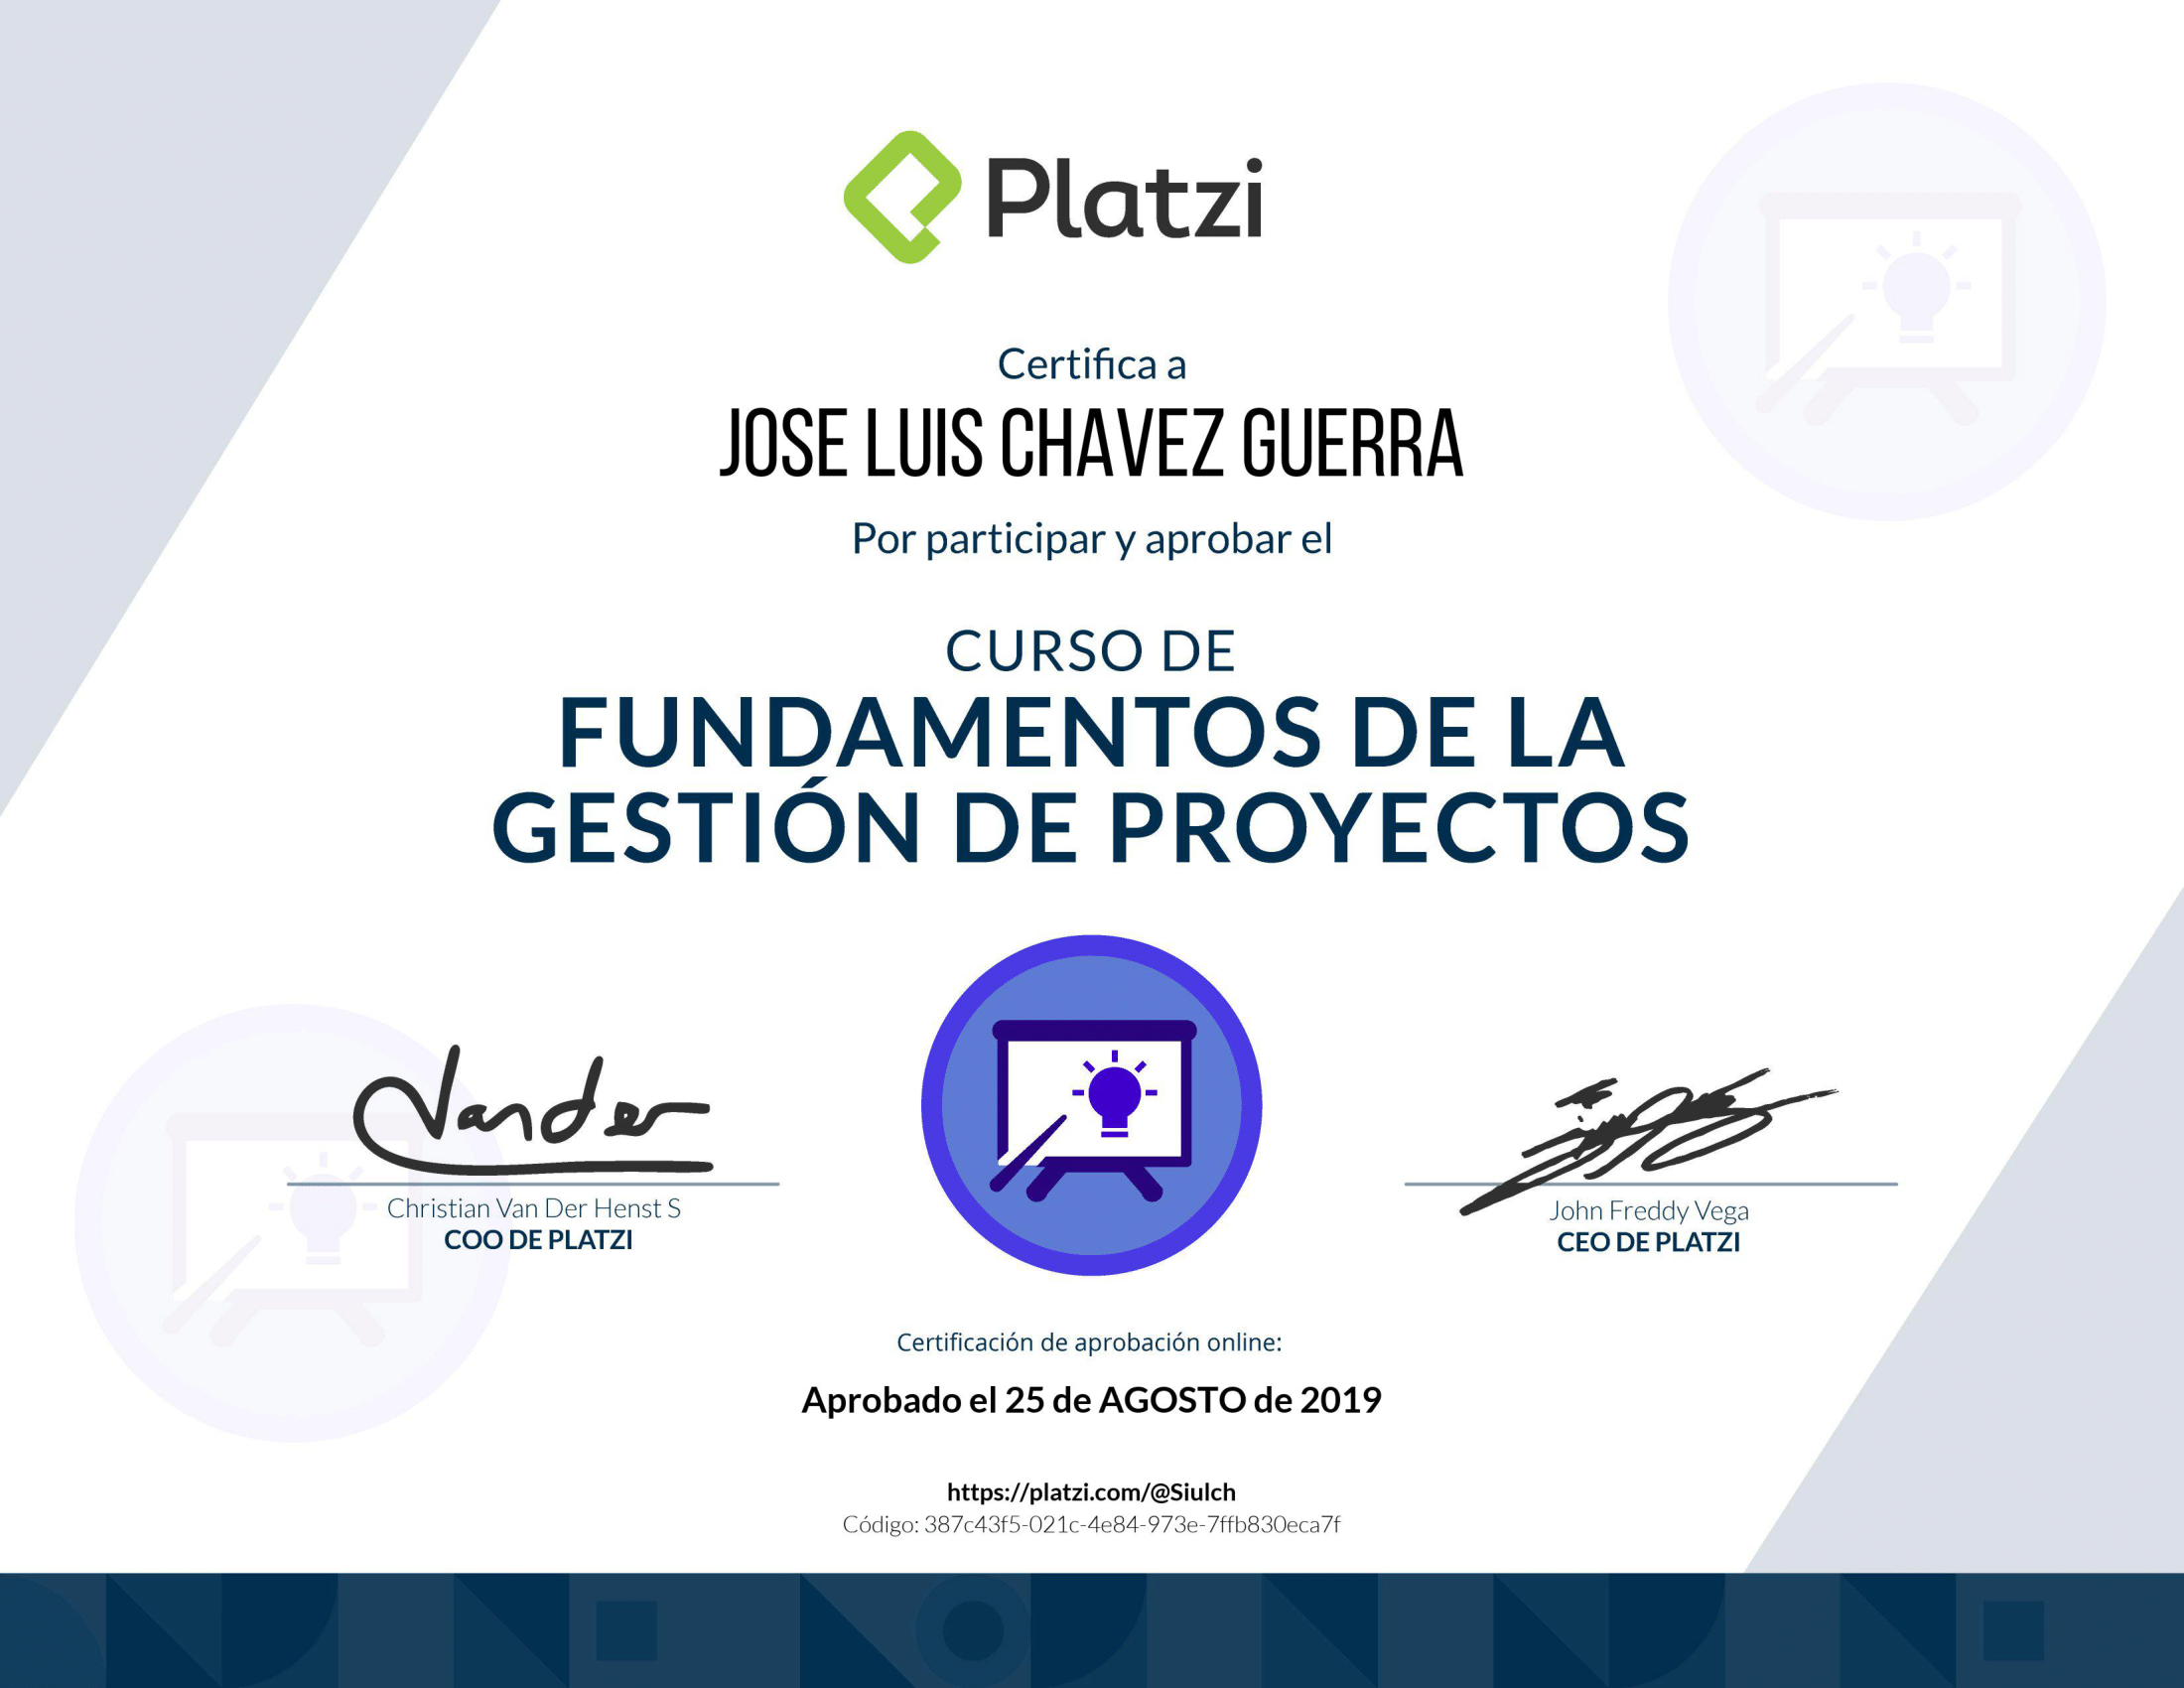 Platzi
Certifica a
JOSE LUIS CHAVEZ GUERRA
Por participar y aprobar el
CURSO DE
FUNDAMENTOS DE LA
GESTIÓN DE PROYECTOS
Vander
Christian Van Der Henst S
COO DE PLATZI
John Freddy Vega
CEO DE PLATZI
Certificación de aprobación online:
Aprobado el 25 de AGOSTO de 2019
https://platzi.com/@Siulch
Código: 387c43f5-021c-4e84-973e-7ffb830eca7f